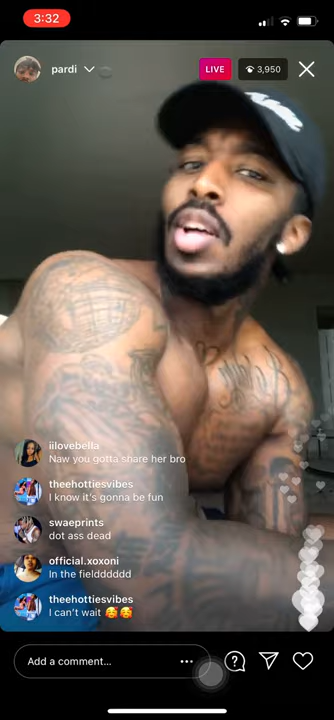 3:32
pardi
LIVE
3,950
iilovebella
Naw you gotta share her bro
theehottiesvibes
I know it's gonna be fun
swaeprints
dot ass dead
official.xoxoni
In the fieldddddd
theehottiesvibes
I can't wait 🥰🥰
Add a comment...